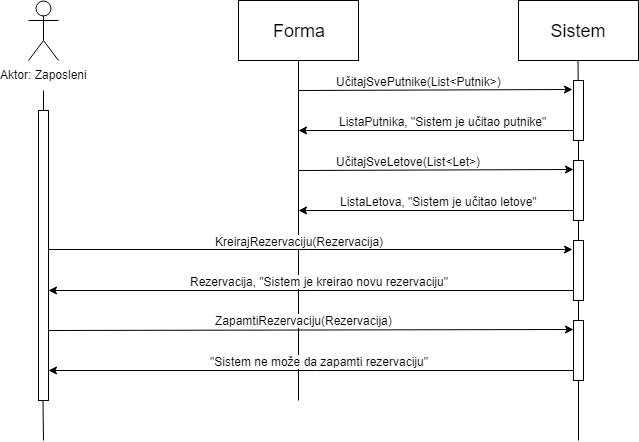 Forma
Sistem
Aktor: Zaposleni
UčitajSvePutnike(List<Putnik>)
ListaPutnika, "Sistem je učitao putnike"
UčitajSveLetove(List<Let>)
ListaLetova, "Sistem je učitao letove"
KreirajRezervaciju(Rezervacija)
Rezervacija, "Sistem je kreirao novu rezervaciju"
ZapamtiRezervaciju(Rezervacija)
"Sistem ne može da zapamti rezervaciju"